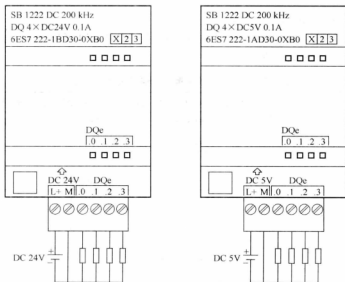 SB 1222 DC 200 kHz
DQ 4×DC24V 0.1A
6ES7 222-1BD30-0XB0 X 2 3
DQe
.0 .1 .2 .3
DC 24V DQe
L+ M .0 .1 .2 .3
DC 24V
+
−
SB 1222 DC 200 kHz
DQ 4×DC5V 0.1A
6ES7 222-1AD30-0XB0 X 2 3
DQe
.0 .1 .2 .3
DC 5V DQe
L+ M .0 .1 .2 .3
DC 5V
+
−